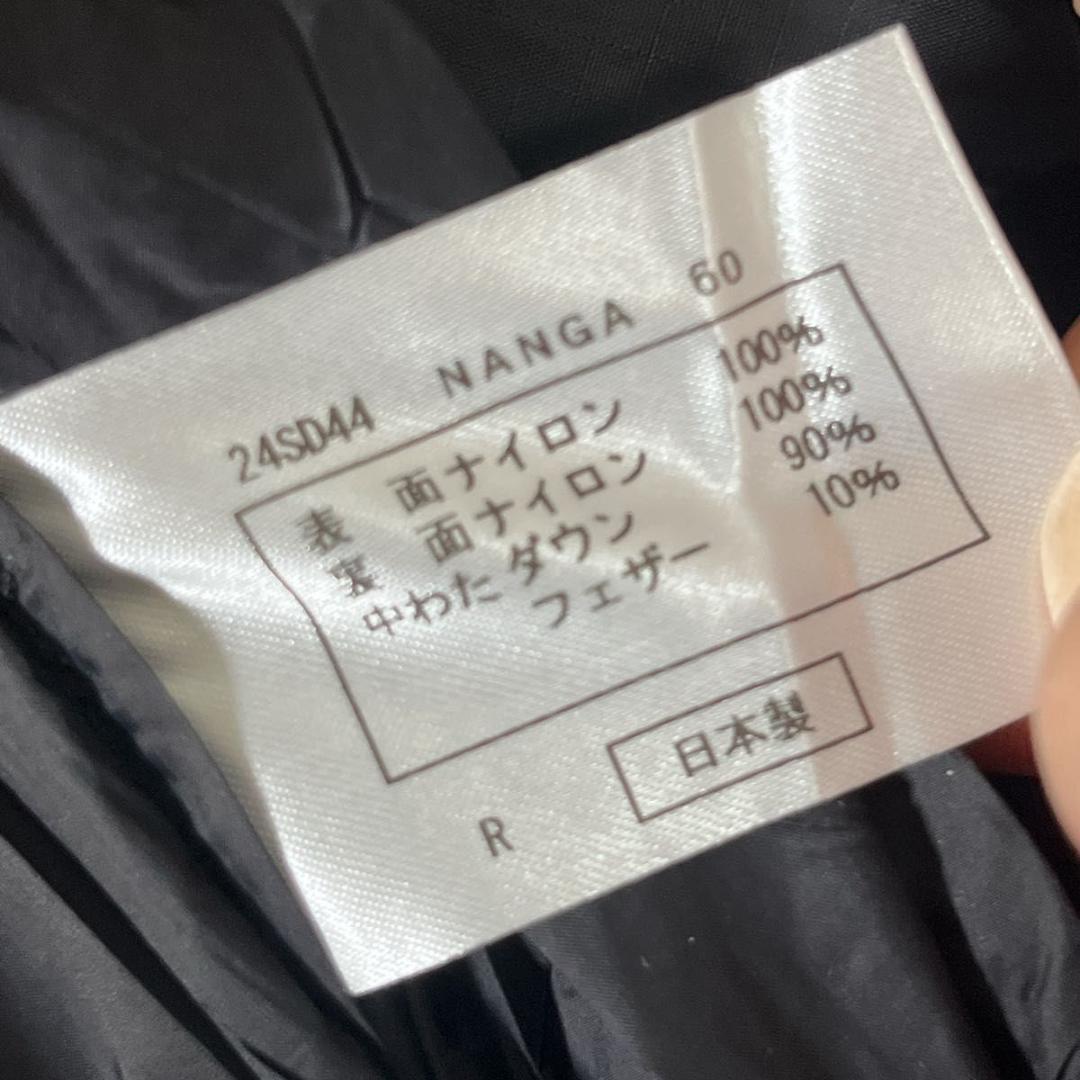 24SD44 NANGA 60
表 面ナイロン 100%
裏 面ナイロン 100%
中わたダウン 90%
フェザー 10%
日本製
R